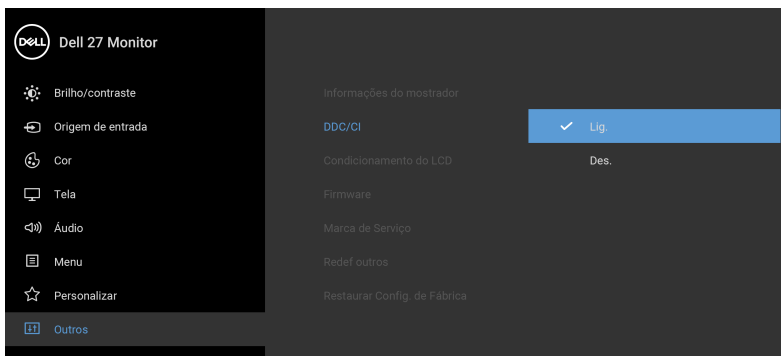 DELL
Dell 27 Monitor
Brilho/contraste
Origem de entrada
Cor
Tela
Áudio
Menu
Personalizar
Outros
Informações do mostrador
DDC/CI
Condicionamento do LCD
Firmware
Marca de Serviço
Redef outros
Restaurar Config. de Fábrica
Lig.
Des.